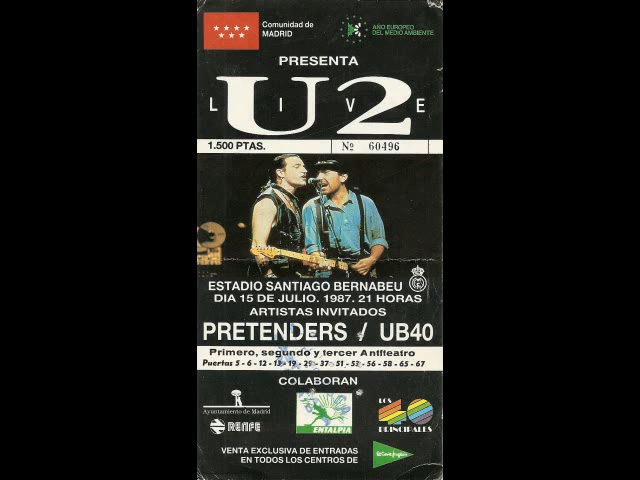 Comunidad de
MADRID
AÑO EUROPEO
DEL MEDIO AMBIENTE
PRESENTA
U2
LIVE
1.500 PTAS.
Nº 60496
ESTADIO SANTIAGO BERNABEU
DIA 15 DE JULIO. 1987. 21 HORAS
ARTISTAS INVITADOS
PRETENDERS / UB40
Primero, segundo y tercer Anfiteatro
Puertas 5 - 6 - 12 - 13 - 19 - 29 - 37 - 51 - 53 - 56 - 58 - 65 - 67
COLABORAN
Ayuntamiento de Madrid
RENFE
ENTALPIA
LOS
40
PRINCIPALES
VENTA EXCLUSIVA DE ENTRADAS
EN TODOS LOS CENTROS DE
El Corte Inglés